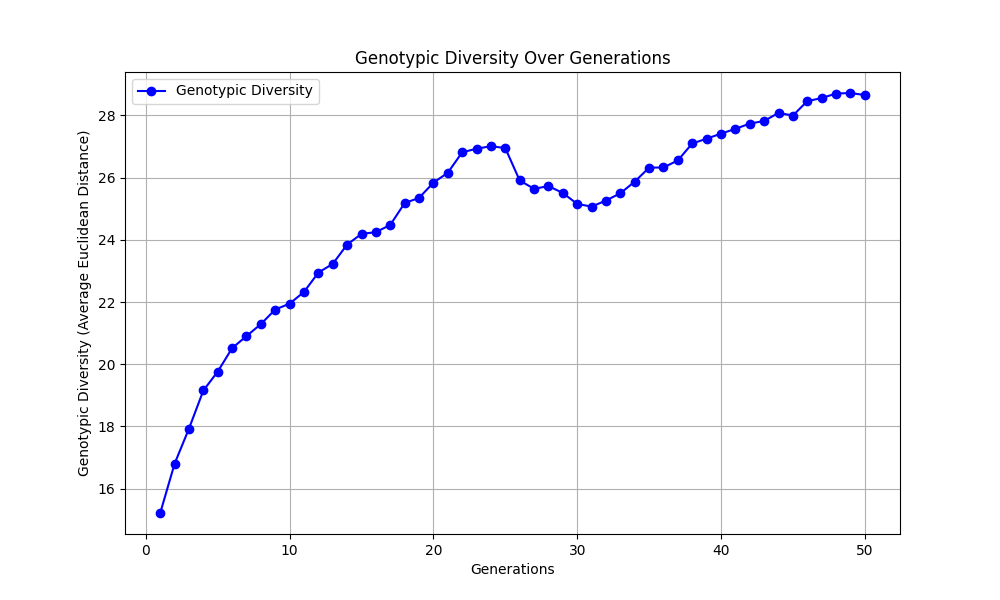 Genotypic Diversity Over Generations
Genotypic Diversity
Genotypic Diversity (Average Euclidean Distance)
28
26
24
22
20
18
16
0 10 20 30 40 50
Generations